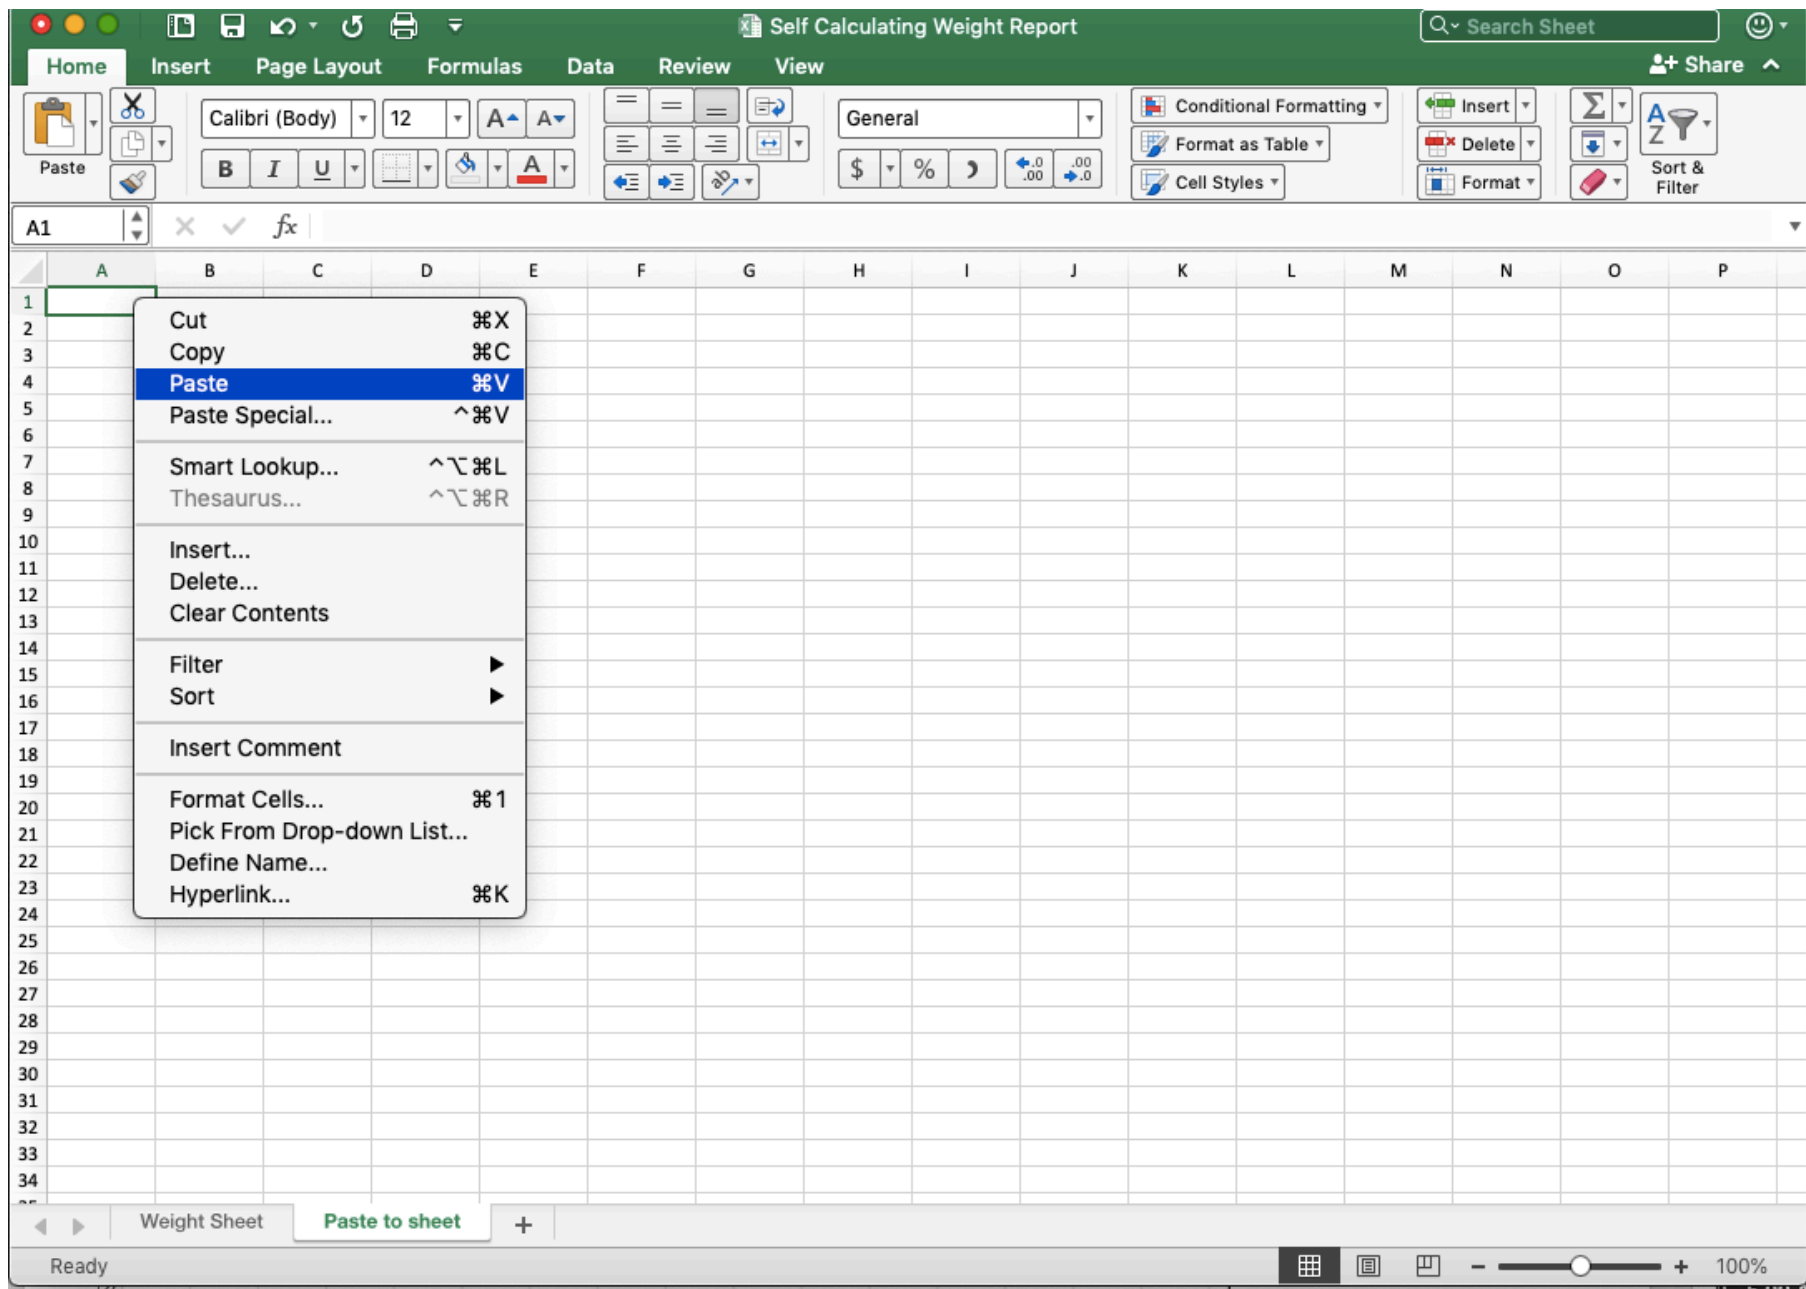 Self Calculating Weight Report
Search Sheet
Home Insert Page Layout Formulas Data Review View
Share
Paste
Calibri (Body) 12 A A
B I U A
General
$ % ) .0 .00 .00 .0
Conditional Formatting
Format as Table
Cell Styles
Insert
Delete
Format
Σ
A Z
Sort &
Filter
A1 fx
A B C D E F G H I J K L M N O P
1
2
3
4
5
6
7
8
9
10
11
12
13
14
15
16
17
18
19
20
21
22
23
24
25
26
27
28
29
30
31
32
33
34
Cut ⌘X
Copy ⌘C
Paste ⌘V
Paste Special... ^⌘V
Smart Lookup... ^⌥⌘L
Thesaurus... ^⌥⌘R
Insert...
Delete...
Clear Contents
Filter
Sort
Insert Comment
Format Cells... ⌘1
Pick From Drop-down List...
Define Name...
Hyperlink... ⌘K
Weight Sheet Paste to sheet +
Ready
− + 100%